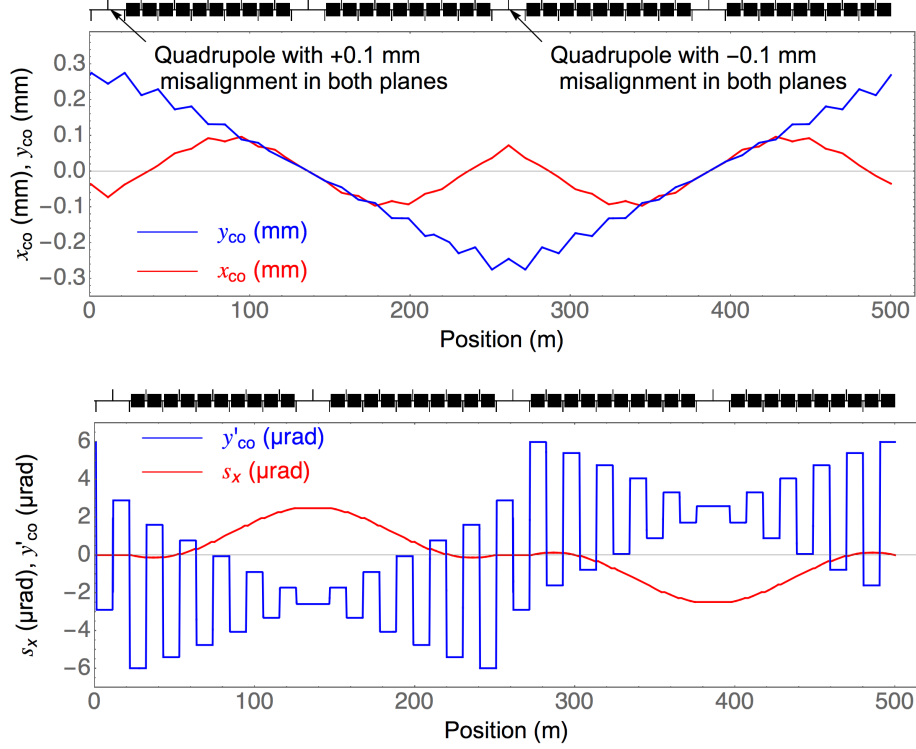 Quadrupole with +0.1 mm
misalignment in both planes
Quadrupole with −0.1 mm
misalignment in both planes
x_co (mm), y_co (mm)
0.3
0.2
0.1
0.0
−0.1
−0.2
−0.3
y_co (mm)
x_co (mm)
0 100 200 300 400 500
Position (m)
s_x (μrad), y'_co (μrad)
6
4
2
0
−2
−4
−6
y'_co (μrad)
s_x (μrad)
0 100 200 300 400 500
Position (m)